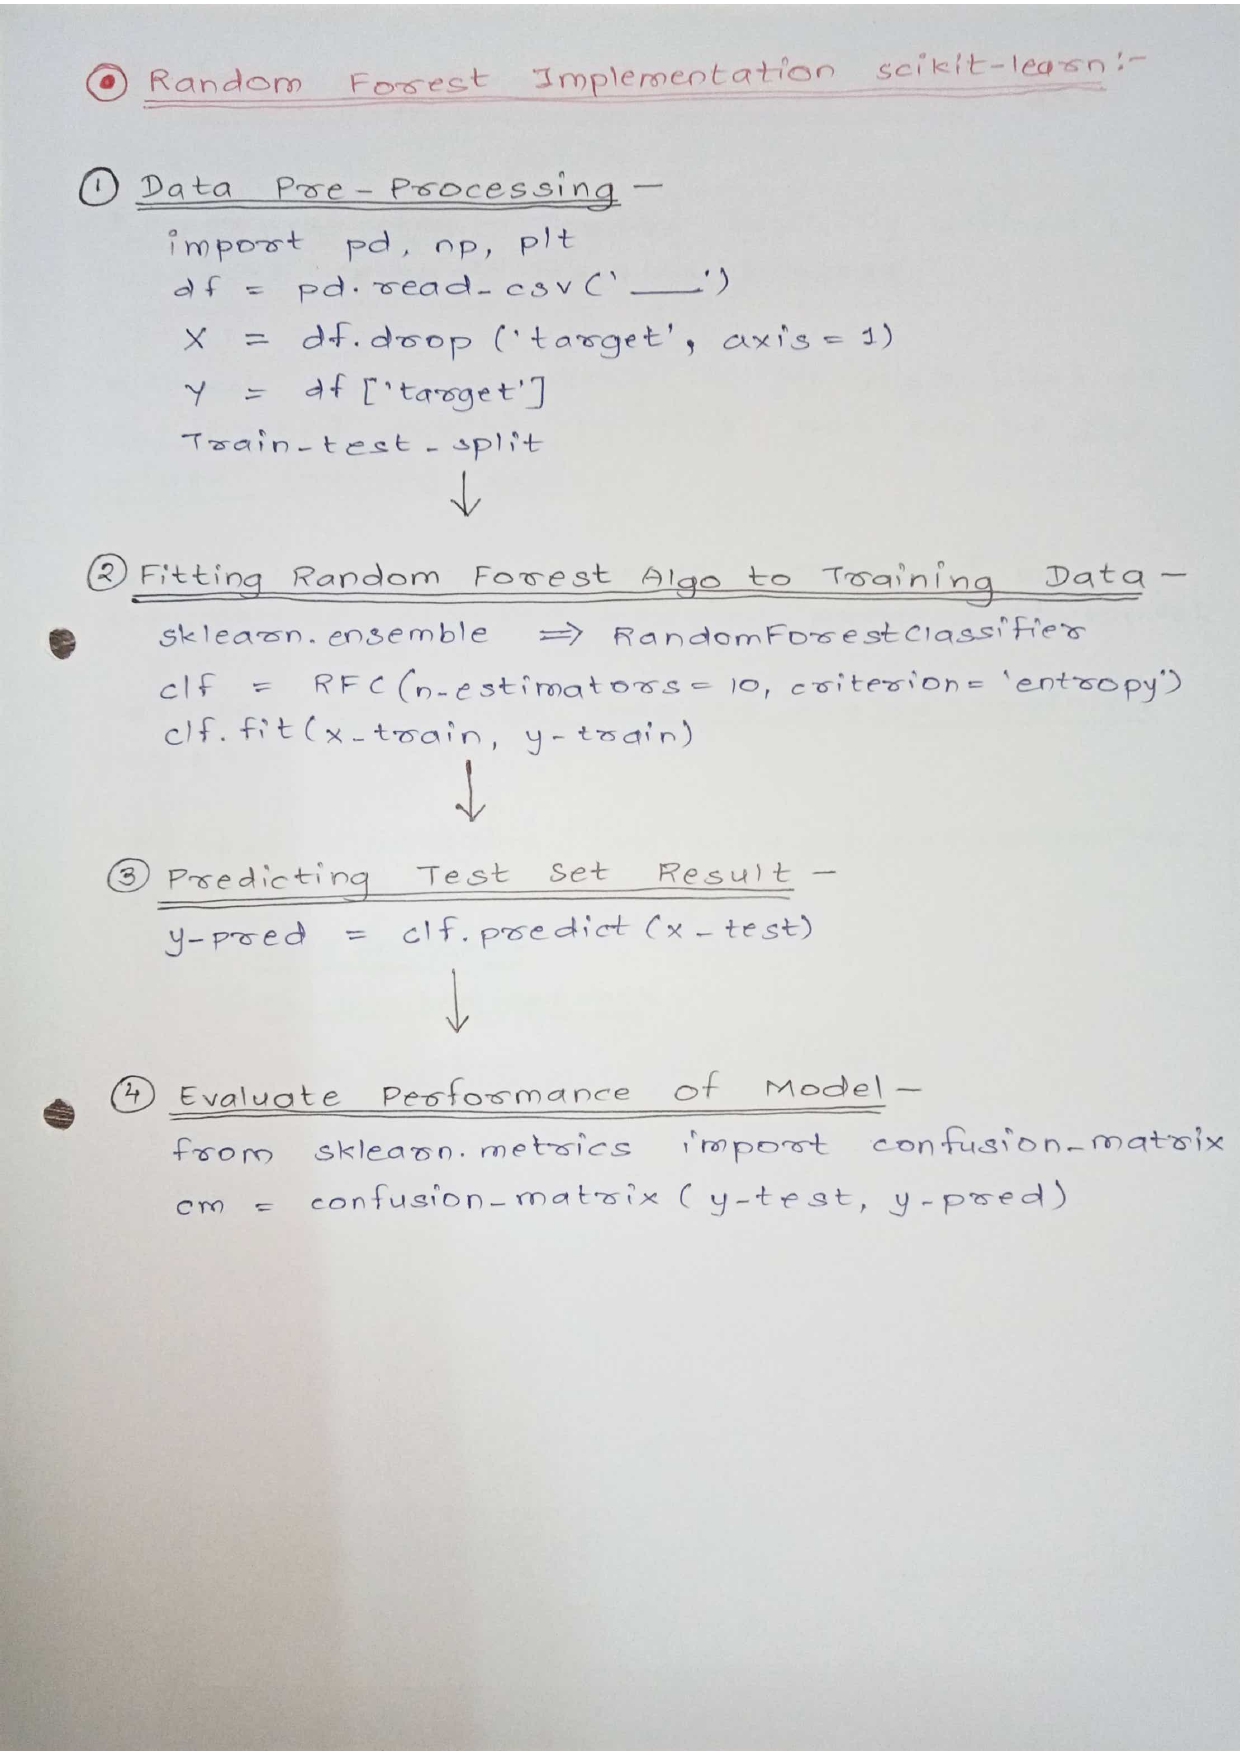 Random Forest Implementation scikit-learn:-
① Data Pre-Processing -
import pd, np, plt
df = pd.read_csv('___')
X = df.drop('target', axis=1)
Y = df['target']
Train-test-split
↓
② Fitting Random Forest Algo to Training Data -
sklearn.ensemble ⇒ RandomForestClassifier
clf = RFC(n-estimators=10, criterion='entropy')
clf.fit(x-train, y-train)
↓
③ Predicting Test Set Result -
y-pred = clf.predict(x-test)
↓
④ Evaluate Performance of Model -
from sklearn.metrics import confusion-matrix
cm = confusion-matrix(y-test, y-pred)